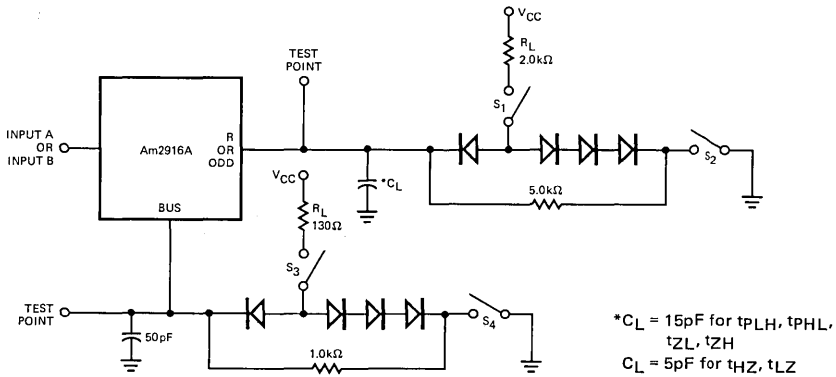 VCC
RL
2.0kΩ
S1
TEST
POINT
INPUT A
OR
INPUT B
Am2916A
R
OR
ODD
BUS
*CL
S2
5.0kΩ
VCC
RL
130Ω
S3
TEST
POINT
50pF
S4
1.0kΩ
*CL = 15pF for tPLH, tPHL,
tZL, tZH
CL = 5pF for tHZ, tLZ